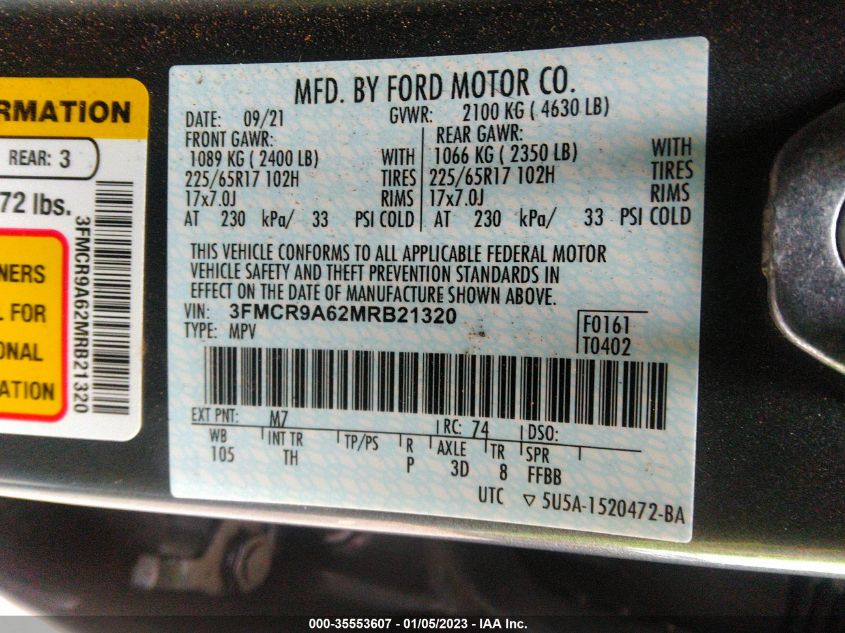 RMATION
REAR: 3
72 lbs.
NERS
L FOR
ONAL
ATION
3FMCR9A62MRB21320
MFD. BY FORD MOTOR CO.
DATE: 09/21 GVWR: 2100 KG ( 4630 LB)
FRONT GAWR: REAR GAWR:
1089 KG ( 2400 LB) WITH 1066 KG ( 2350 LB) WITH
225/65R17 102H TIRES 225/65R17 102H TIRES
17x7.0J RIMS 17x7.0J RIMS
AT 230 kPa/ 33 PSI COLD AT 230 kPa/ 33 PSI COLD
THIS VEHICLE CONFORMS TO ALL APPLICABLE FEDERAL MOTOR
VEHICLE SAFETY AND THEFT PREVENTION STANDARDS IN
EFFECT ON THE DATE OF MANUFACTURE SHOWN ABOVE.
VIN: 3FMCR9A62MRB21320
TYPE: MPV
F0161
T0402
EXT PNT: M7 RC: 74 DSO:
WB INT TR TP/PS R AXLE TR SPR
105 TH P 3D 8 FFBB
UTC ▽ 5U5A-1520472-BA
000-35553607 - 01/05/2023 - IAA Inc.